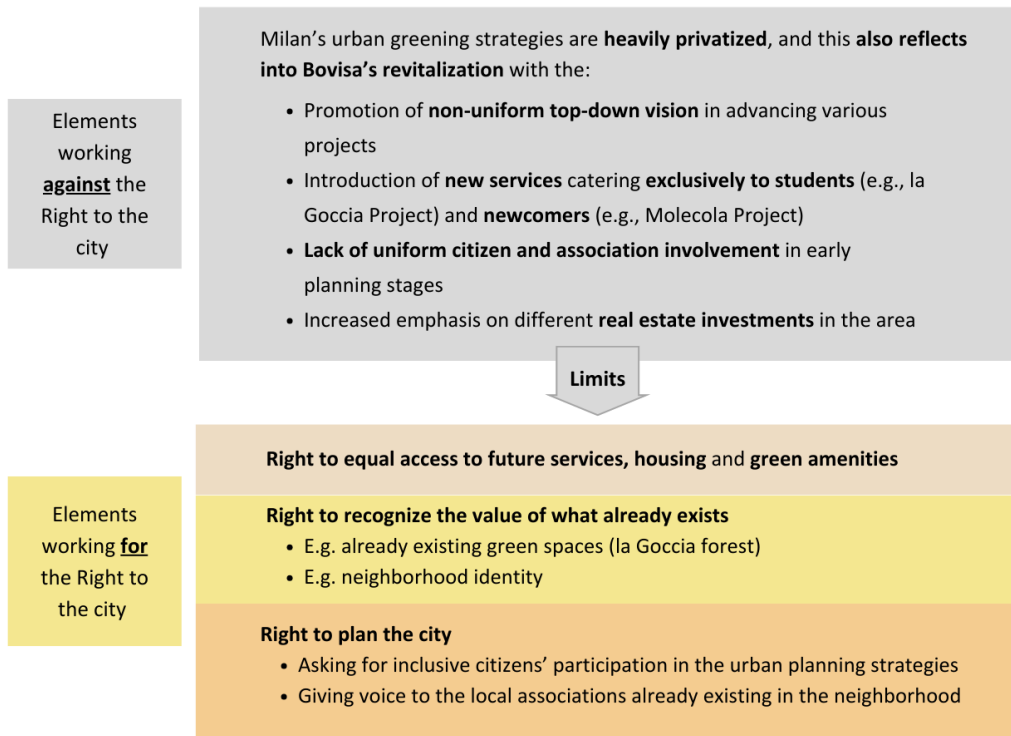 Milan’s urban greening strategies are heavily privatized, and this also reflects
into Bovisa’s revitalization with the:
Elements
working
against the
Right to the
city
• Promotion of non-uniform top-down vision in advancing various
projects
• Introduction of new services catering exclusively to students (e.g., la
Goccia Project) and newcomers (e.g., Molecola Project)
• Lack of uniform citizen and association involvement in early
planning stages
• Increased emphasis on different real estate investments in the area
Limits
Right to equal access to future services, housing and green amenities
Elements
working for
the Right to
the city
Right to recognize the value of what already exists
• E.g. already existing green spaces (la Goccia forest)
• E.g. neighborhood identity
Right to plan the city
• Asking for inclusive citizens’ participation in the urban planning strategies
• Giving voice to the local associations already existing in the neighborhood